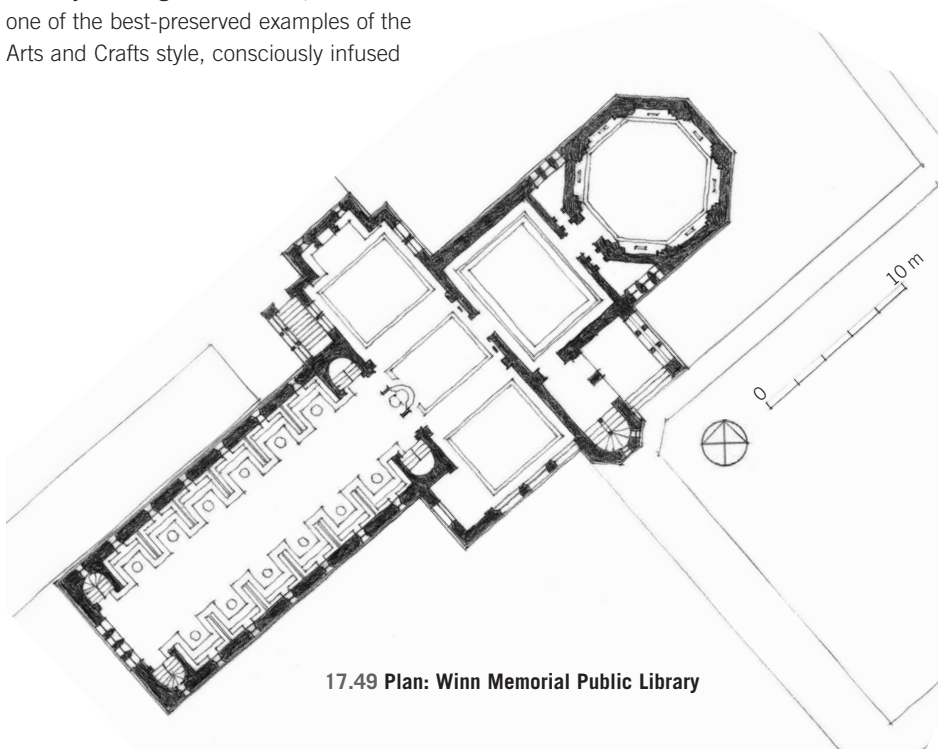 one of the best-preserved examples of the
Arts and Crafts style, consciously infused
10 m
0
17.49 Plan: Winn Memorial Public Library